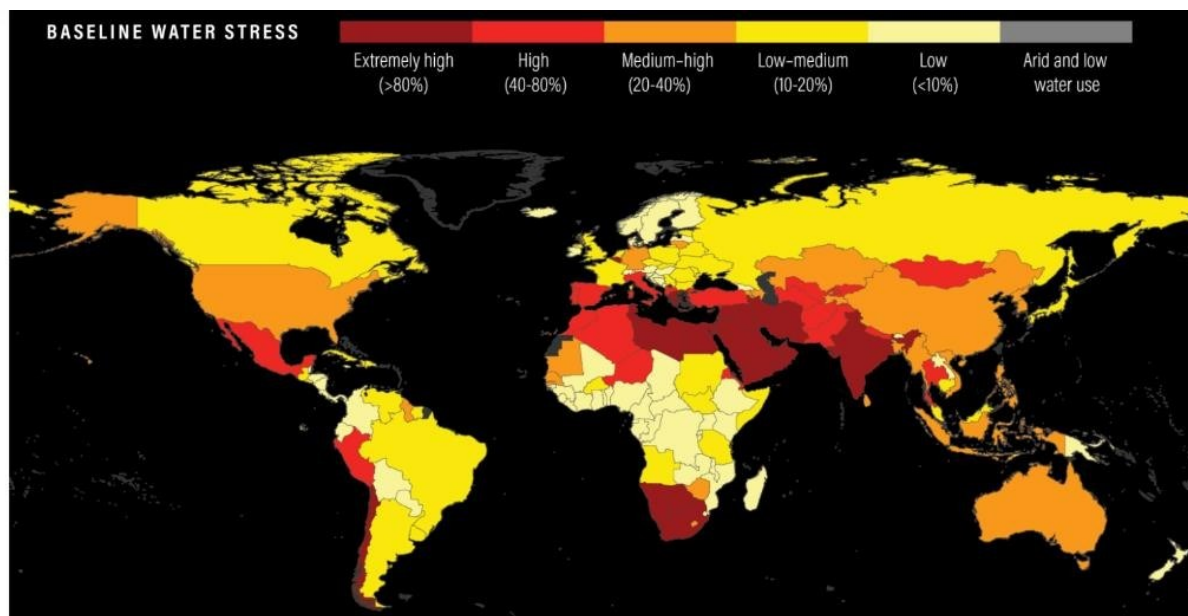 BASELINE WATER STRESS
Extremely high
(>80%)
High
(40-80%)
Medium–high
(20-40%)
Low–medium
(10-20%)
Low
(<10%)
Arid and low
water use